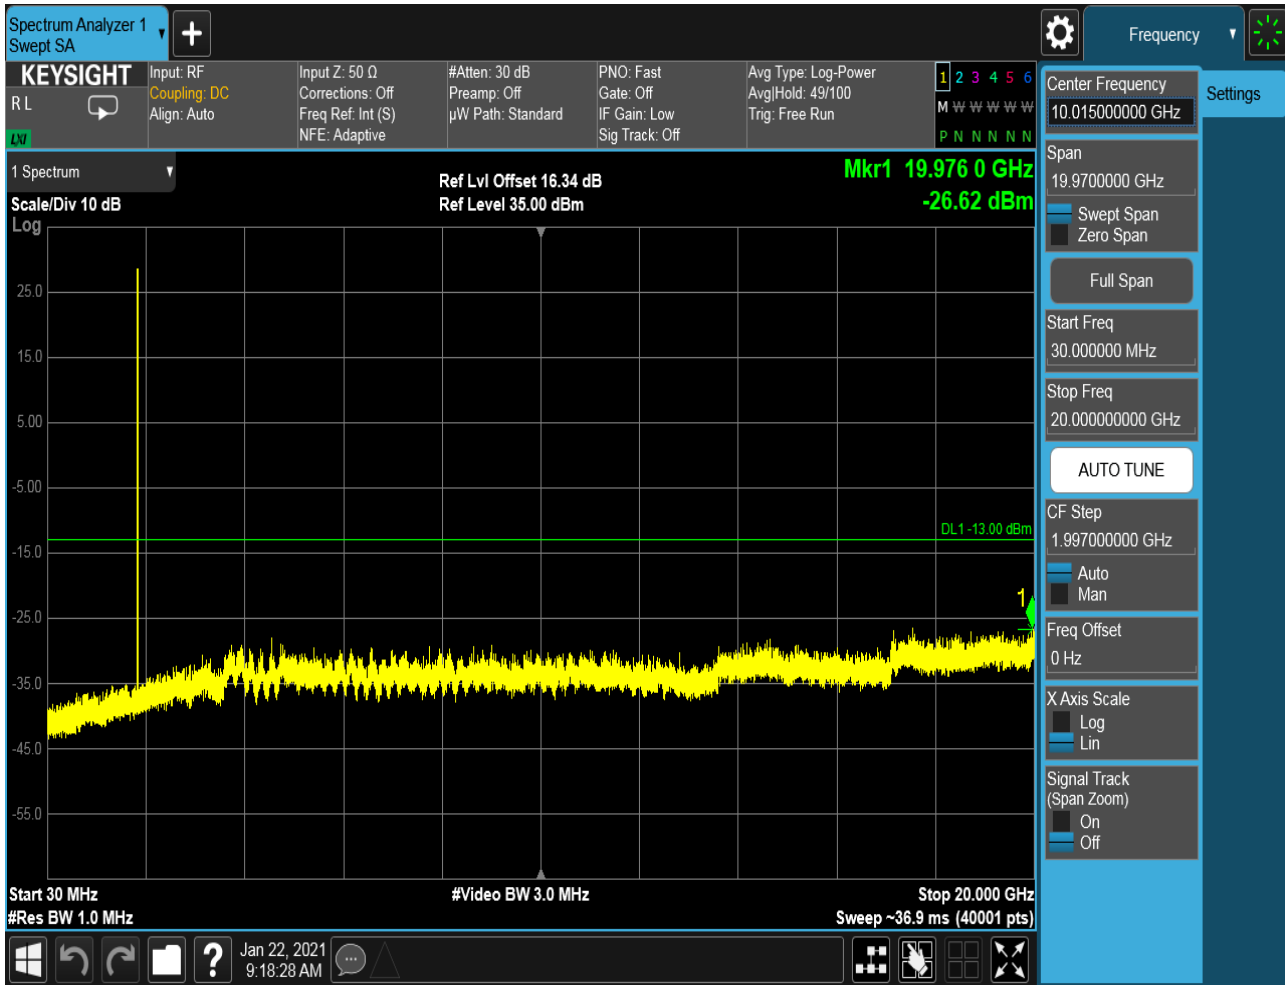 Spectrum Analyzer 1
Swept SA
+
Frequency
KEYSIGHT
R L
LXI
Input: RF
Coupling: DC
Align: Auto
Input Z: 50 Ω
Corrections: Off
Freq Ref: Int (S)
NFE: Adaptive
#Atten: 30 dB
Preamp: Off
µW Path: Standard
PNO: Fast
Gate: Off
IF Gain: Low
Sig Track: Off
Avg Type: Log-Power
Avg|Hold: 49/100
Trig: Free Run
1 2 3 4 5 6
M W W W W W
P N N N N N
1 Spectrum
Scale/Div 10 dB
Log
Ref Lvl Offset 16.34 dB
Ref Level 35.00 dBm
Mkr1 19.976 0 GHz
-26.62 dBm
25.0
15.0
5.00
-5.00
-15.0
-25.0
-35.0
-45.0
-55.0
DL1 -13.00 dBm
1
Start 30 MHz
#Res BW 1.0 MHz
#Video BW 3.0 MHz
Stop 20.000 GHz
Sweep ~36.9 ms (40001 pts)
Center Frequency
10.015000000 GHz
Settings
Span
19.9700000 GHz
Swept Span
Zero Span
Full Span
Start Freq
30.000000 MHz
Stop Freq
20.000000000 GHz
AUTO TUNE
CF Step
1.997000000 GHz
Auto
Man
Freq Offset
0 Hz
X Axis Scale
Log
Lin
Signal Track
(Span Zoom)
On
Off
?
Jan 22, 2021
9:18:28 AM